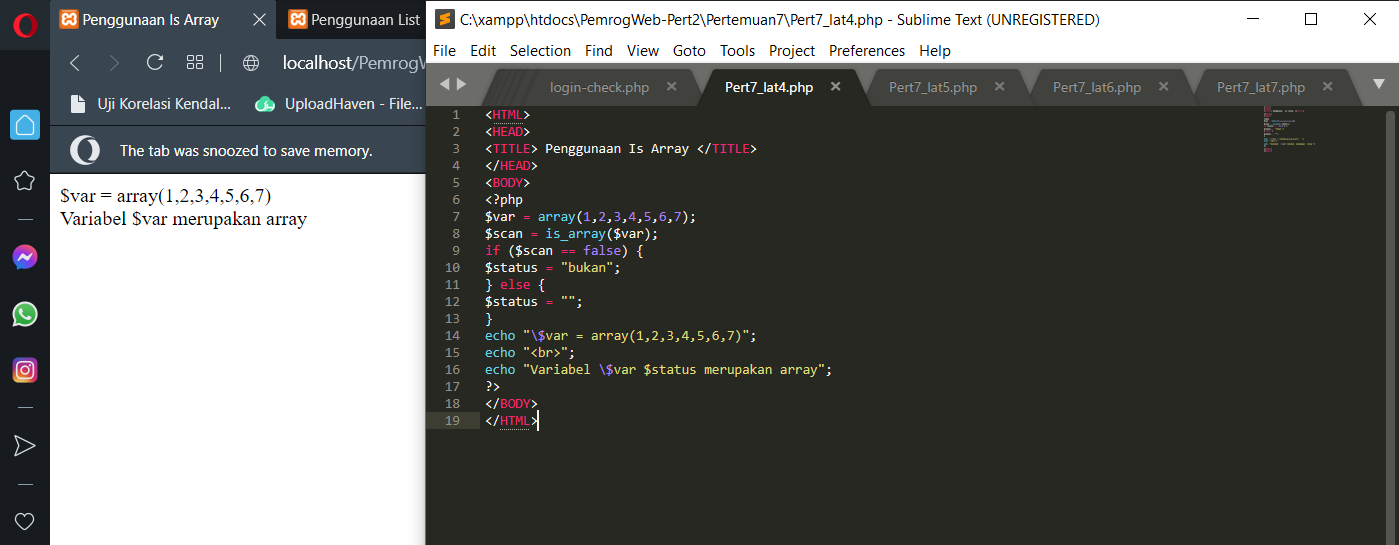 Penggunaan Is Array
Penggunaan List
localhost/PemrogW
Uji Korelasi Kendal...
UploadHaven - File...
The tab was snoozed to save memory.
$var = array(1,2,3,4,5,6,7)
Variabel $var merupakan array
C:\xampp\htdocs\PemrogWeb-Pert2\Pertemuan7\Pert7_lat4.php - Sublime Text (UNREGISTERED)
File Edit Selection Find View Goto Tools Project Preferences Help
login-check.php Pert7_lat4.php Pert7_lat5.php Pert7_lat6.php Pert7_lat7.php
1 <HTML>
2 <HEAD>
3 <TITLE> Penggunaan Is Array </TITLE>
4 </HEAD>
5 <BODY>
6 <?php
7 $var = array(1,2,3,4,5,6,7);
8 $scan = is_array($var);
9 if ($scan == false) {
10 $status = "bukan";
11 } else {
12 $status = "";
13 }
14 echo "\$var = array(1,2,3,4,5,6,7)";
15 echo "<br>";
16 echo "Variabel \$var $status merupakan array";
17 ?>
18 </BODY>
19 </HTML>